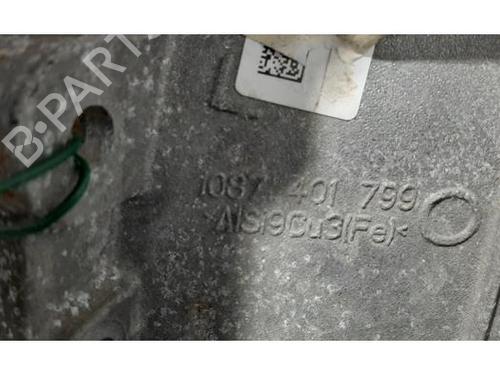 B-PARTS
1087 401 799
>AlSi9Cu3(Fe)<